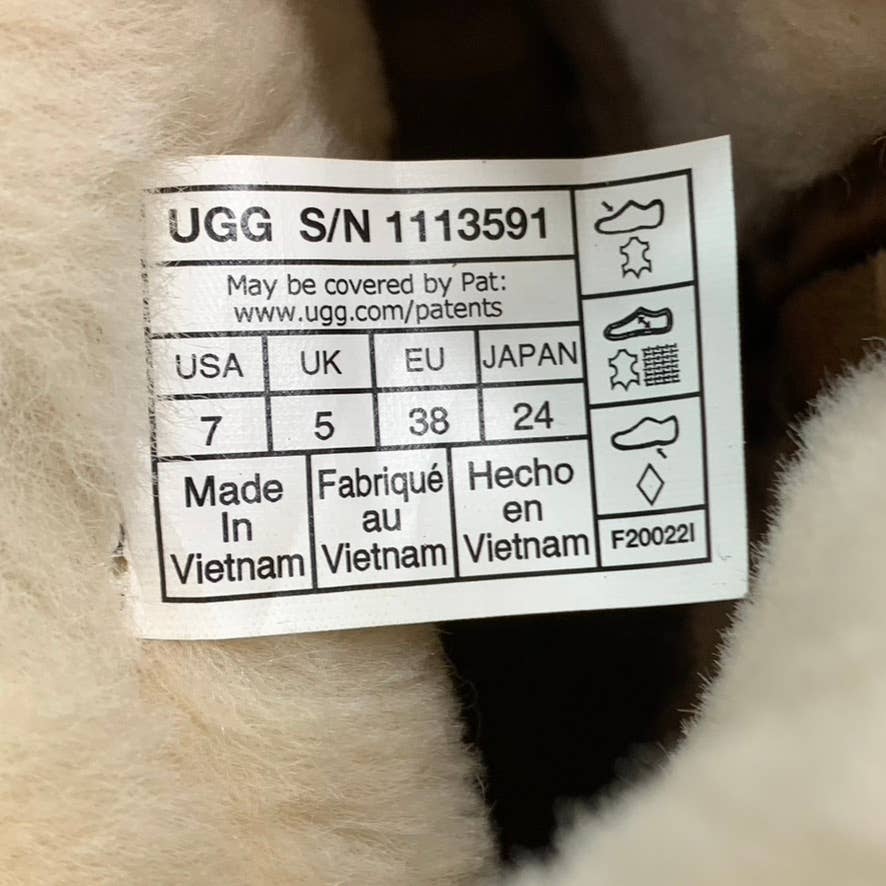 UGG S/N 1113591
May be covered by Pat:
www.ugg.com/patents
USA UK EU JAPAN
7 5 38 24
Made
In
Vietnam
Fabriqué
au
Vietnam
Hecho
en
Vietnam
F20022I